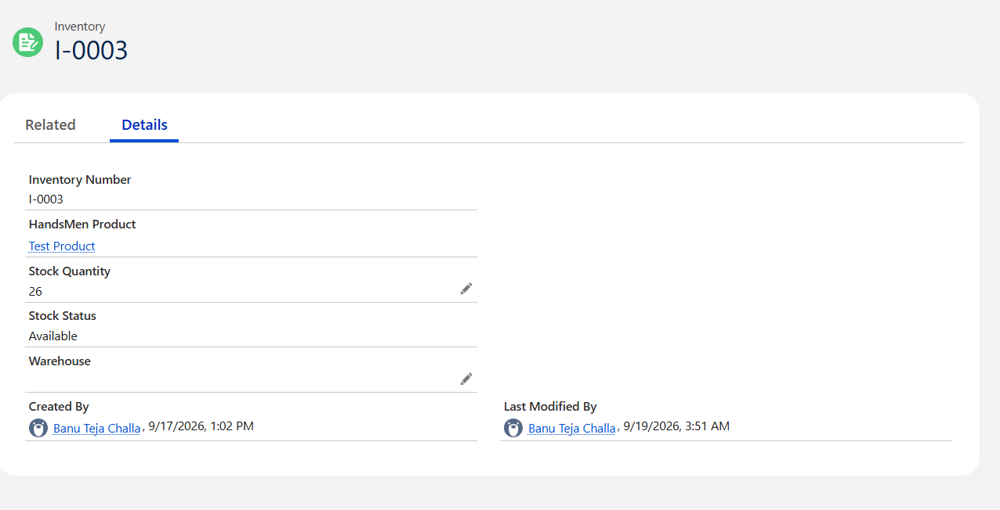 Inventory
I-0003
Related Details
Inventory Number
I-0003
HandsMen Product
Test Product
Stock Quantity
26
Stock Status
Available
Warehouse
Created By
Banu Teja Challa, 9/17/2026, 1:02 PM
Last Modified By
Banu Teja Challa, 9/19/2026, 3:51 AM